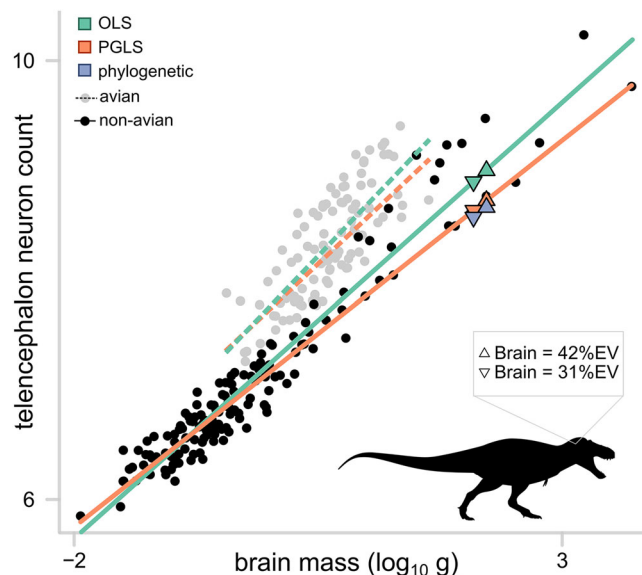 OLS
PGLS
phylogenetic
avian
non-avian
10
telencephalon neuron count
6
Brain = 42%EV
Brain = 31%EV
−2
brain mass (log₁₀ g)
3